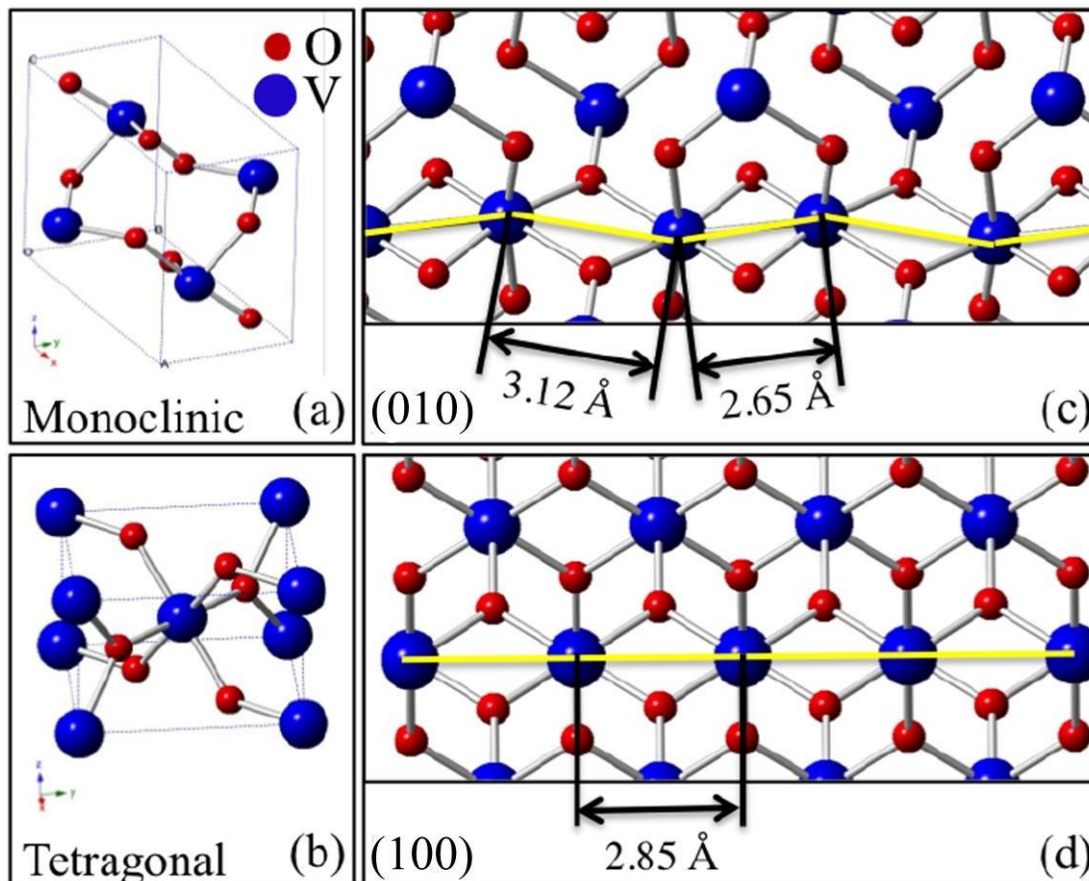 O
V
C
B
O
A
z
y
x
Monoclinic
(a)
3.12 Å
2.65 Å
(010)
(c)
z
y
x
Tetragonal
(b)
2.85 Å
(100)
(d)